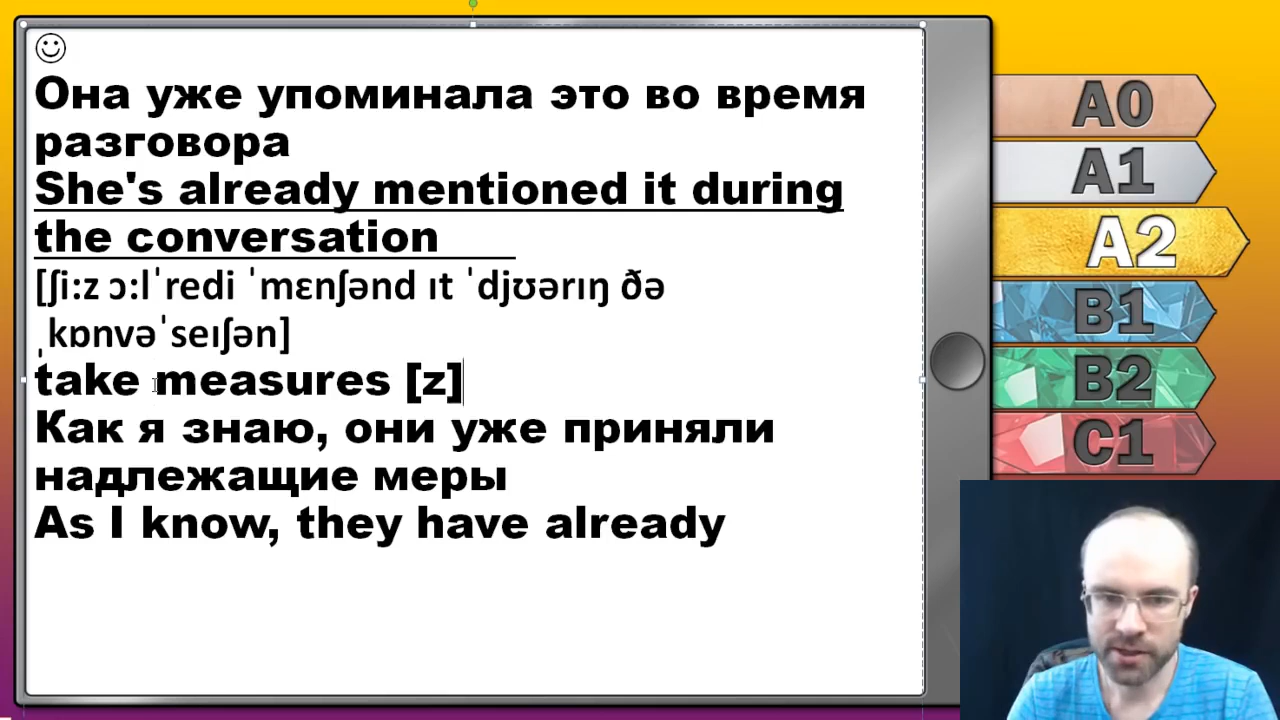 ☺
Она уже упоминала это во время
разговора
She's already mentioned it during
the conversation
[ʃiːz ɔːlˈredi ˈmɛnʃənd ɪt ˈdjʊərɪŋ ðə
ˌkɒnvəˈseɪʃən]
take measures [z]
Как я знаю, они уже приняли
надлежащие меры
As I know, they have already
A0
A1
A2
B1
B2
C1